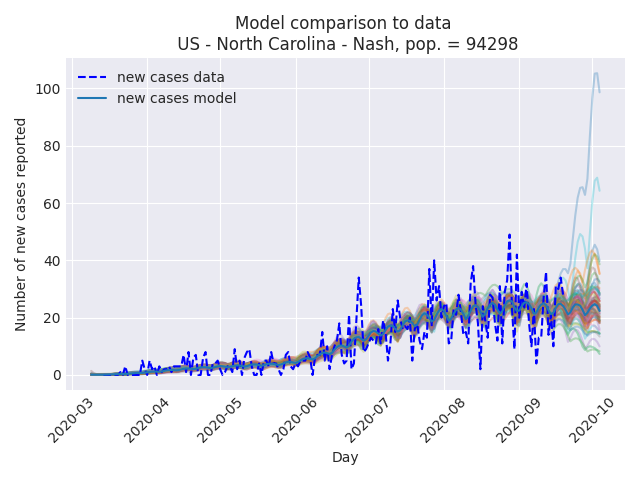 Model comparison to data
US - North Carolina - Nash, pop. = 94298
new cases data
new cases model
Number of new cases reported
100
80
60
40
20
0
2020-03
2020-04
2020-05
2020-06
2020-07
2020-08
2020-09
2020-10
Day